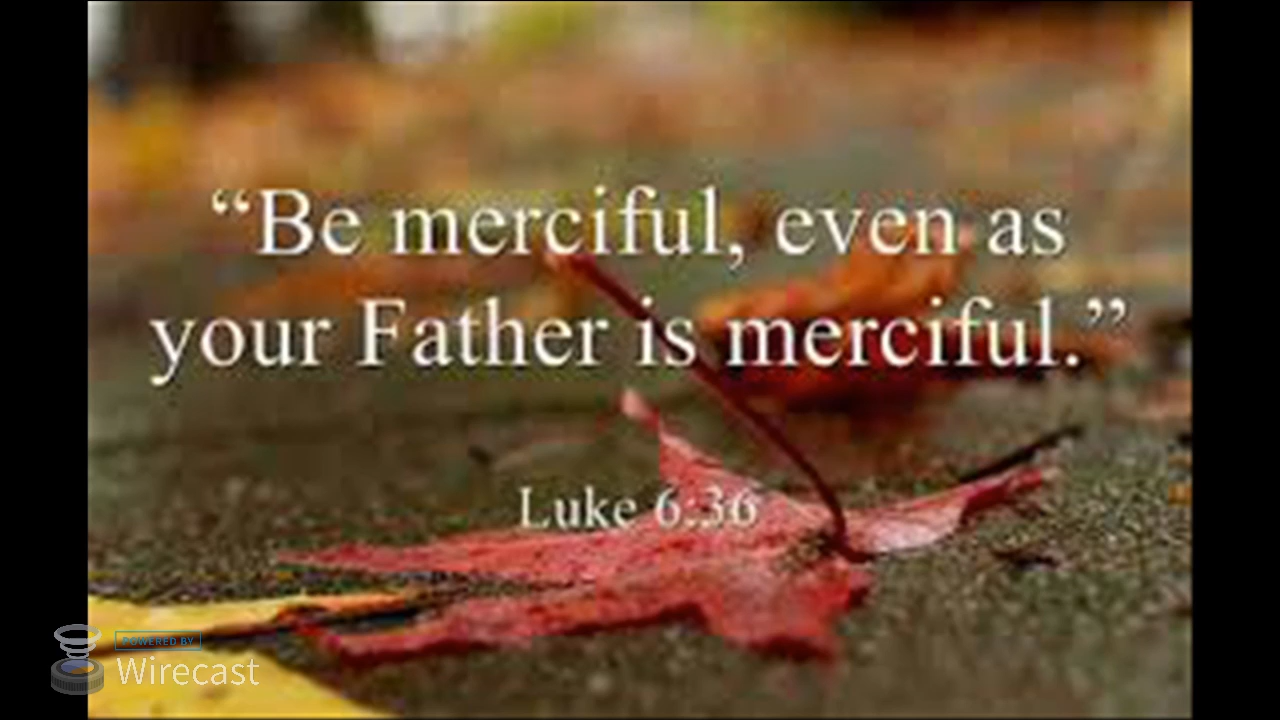 “Be merciful, even as
your Father is merciful.”
Luke 6:36
POWERED BY
Wirecast